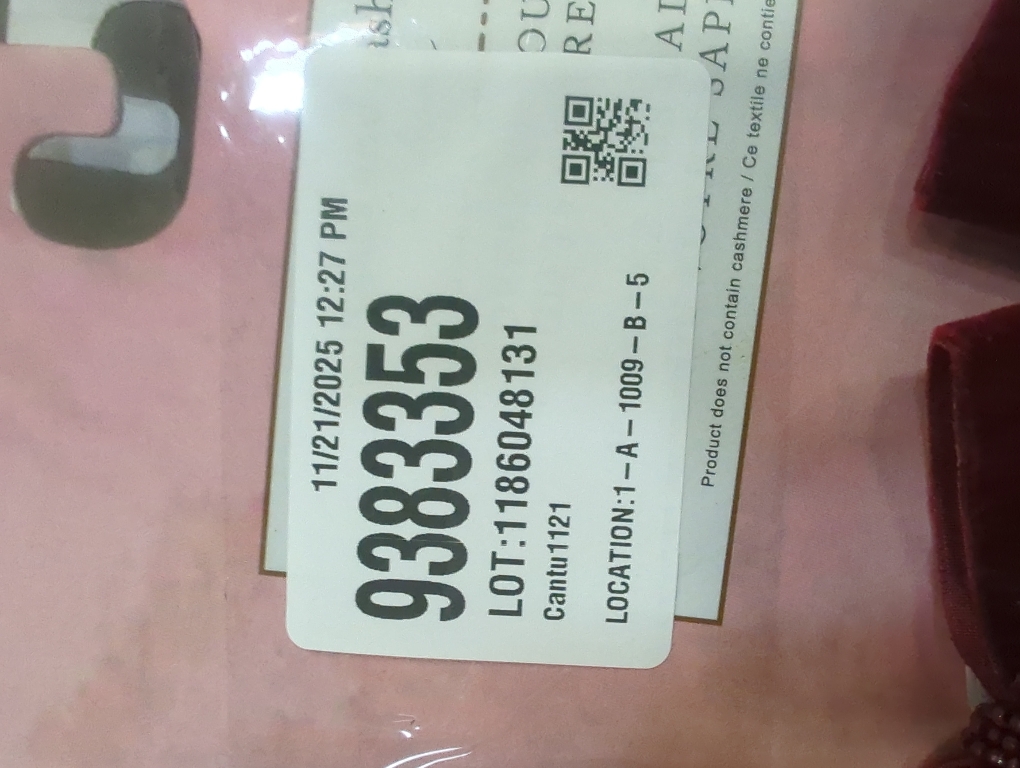 11/21/2025 12:27 PM
9383353
LOT:1186048131
Cantu1121
LOCATION:1-A-1009-B-5
Product does not contain cashmere / Ce textile ne contie